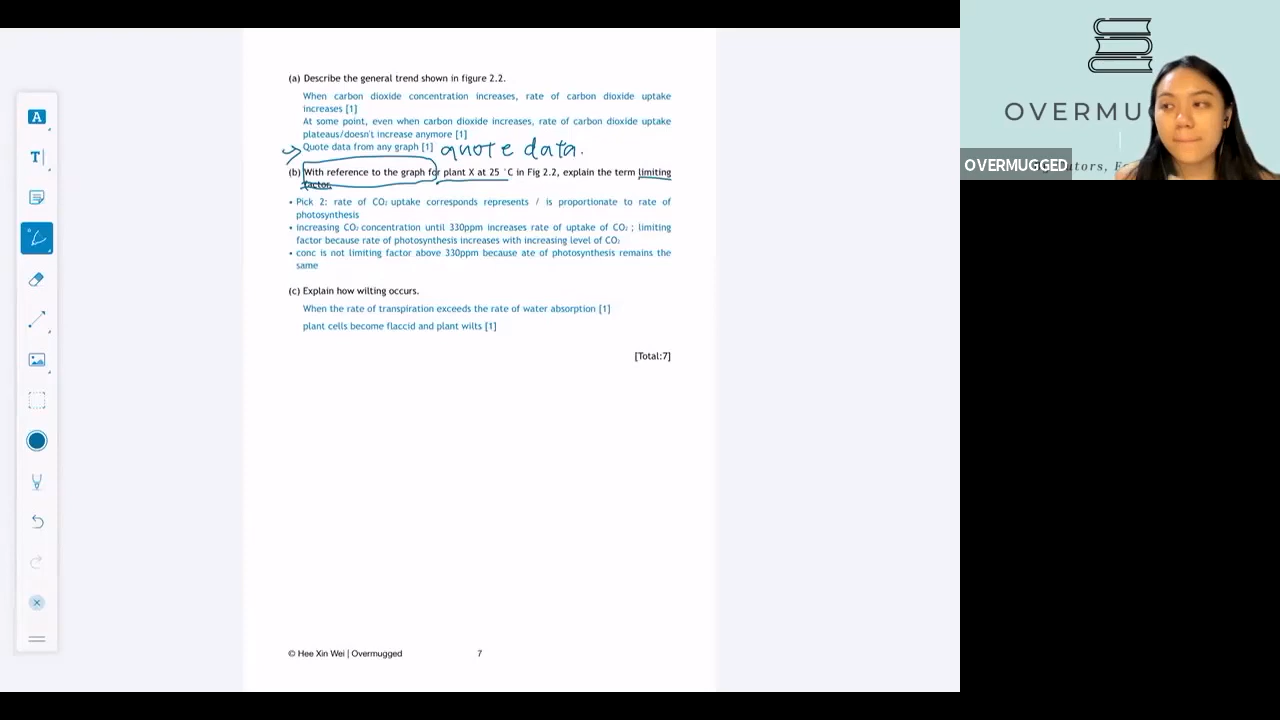 (a) Describe the general trend shown in figure 2.2.
When carbon dioxide concentration increases, rate of carbon dioxide uptake
increases [1]
At some point, even when carbon dioxide increases, rate of carbon dioxide uptake
plateaus/doesn't increase anymore [1]
Quote data from any graph [1] quote data.
(b) With reference to the graph for plant X at 25 °C in Fig 2.2, explain the term limiting
factor.
• Pick 2: rate of CO₂ uptake corresponds represents / is proportionate to rate of
photosynthesis
• increasing CO₂ concentration until 330ppm increases rate of uptake of CO₂ ; limiting
factor because rate of photosynthesis increases with increasing level of CO₂
• conc is not limiting factor above 330ppm because ate of photosynthesis remains the
same
(c) Explain how wilting occurs.
When the rate of transpiration exceeds the rate of water absorption [1]
plant cells become flaccid and plant wilts [1]
[Total:7]
© Hee Xin Wei | Overmugged
7
A
T
OVERMU
OVERMUGGED